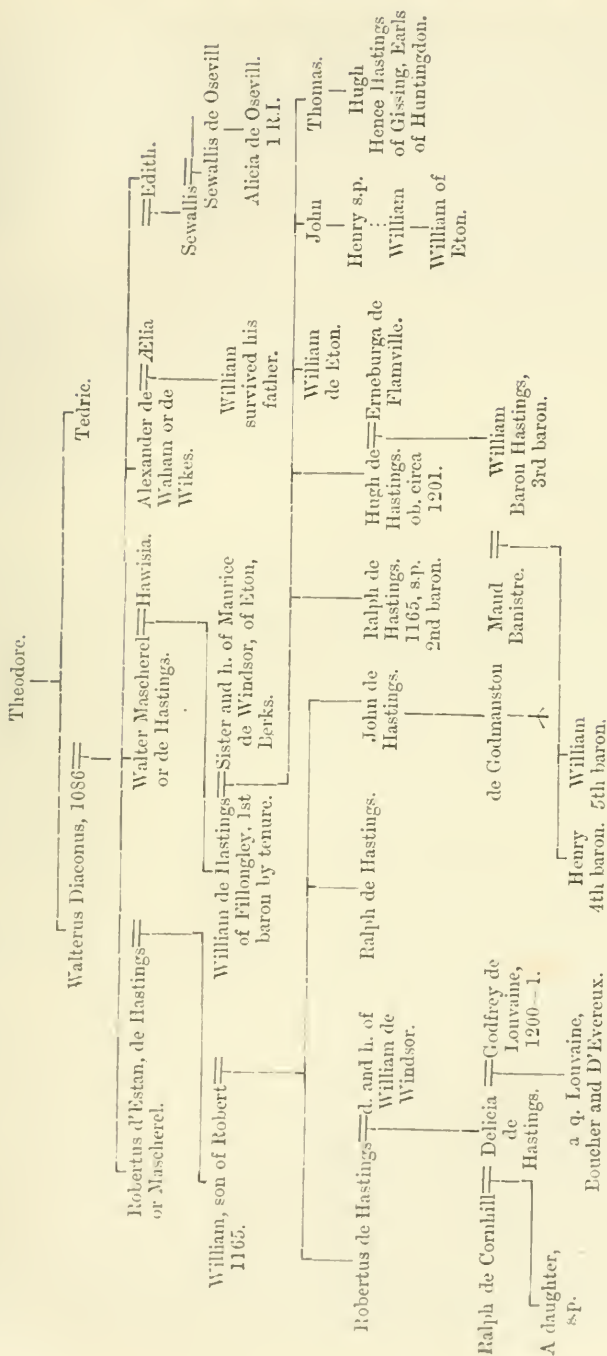 Theodore.
Walterus Diaconus, 1086
Tedric.
Robertus d'Estan, de Hastings
or Mascherel.
Walter Mascherel
or de Hastings.
Hawisia.
Alexander de
Waham or de
Wikes.
Ælia
Edith.
Sewallis
Sewallis de Osevill
Alicia de Osevill.
1 R.I.
William, son of Robert
1165.
William de Hastings
of Fillongley, 1st
baron by tenure.
Sister and h. of Maurice
de Windsor, of Eton,
Berks.
William
survived his
father.
Robertus de Hastings
d. and h. of
William de
Windsor.
Ralph de Hastings.
John de
Hastings.
Ralph de
Hastings.
1165, s.p.
2nd baron.
Hugh de
Hastings.
ob. circa
1201.
Erneburga de
Flamville.
William
de Eton.
John
Henry s.p.
William
William of
Eton.
Thomas.
Hugh
Hence Hastings
of Gissing, Earls
of Huntingdon.
Ralph de Cornhill
Delicia
de
Hastings.
Godfrey de
Louvaine,
1200–1.
de Godmanston
Maud
Banistre.
William
Barou Hastings,
3rd baron.
A daughter,
s.p.
a q. Louvaine,
Boucher and D'Evereux.
Henry
4th baron.
William
5th baron.